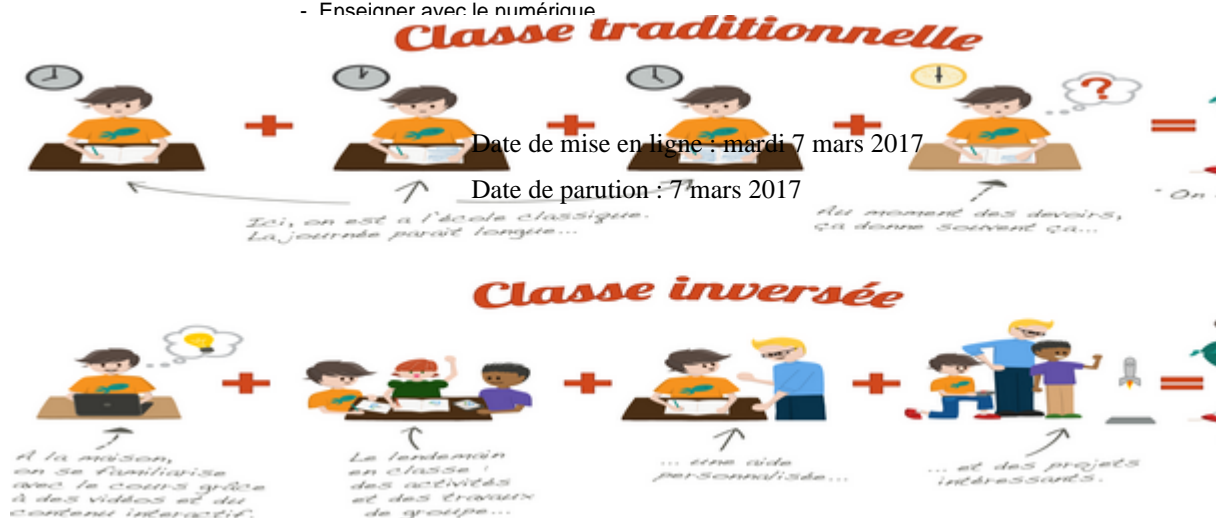 - Enseigner avec le numérique
Classe traditionnelle
Date de mise en ligne : mardi 7 mars 2017
Date de parution : 7 mars 2017
Ici, on est à l'école classique.
La journée parait longue...
Au moment des devoirs,
ça donne souvent ça...
"On
Classe inversée
A la maison,
on se familiarise
avec le cours grâce
à des vidéos et du
contenu interactif.
Le lendemain
en classe :
des activités
et des travaux
de groupe...
... une aide
personnalisée...
... et des projets
intéressants.